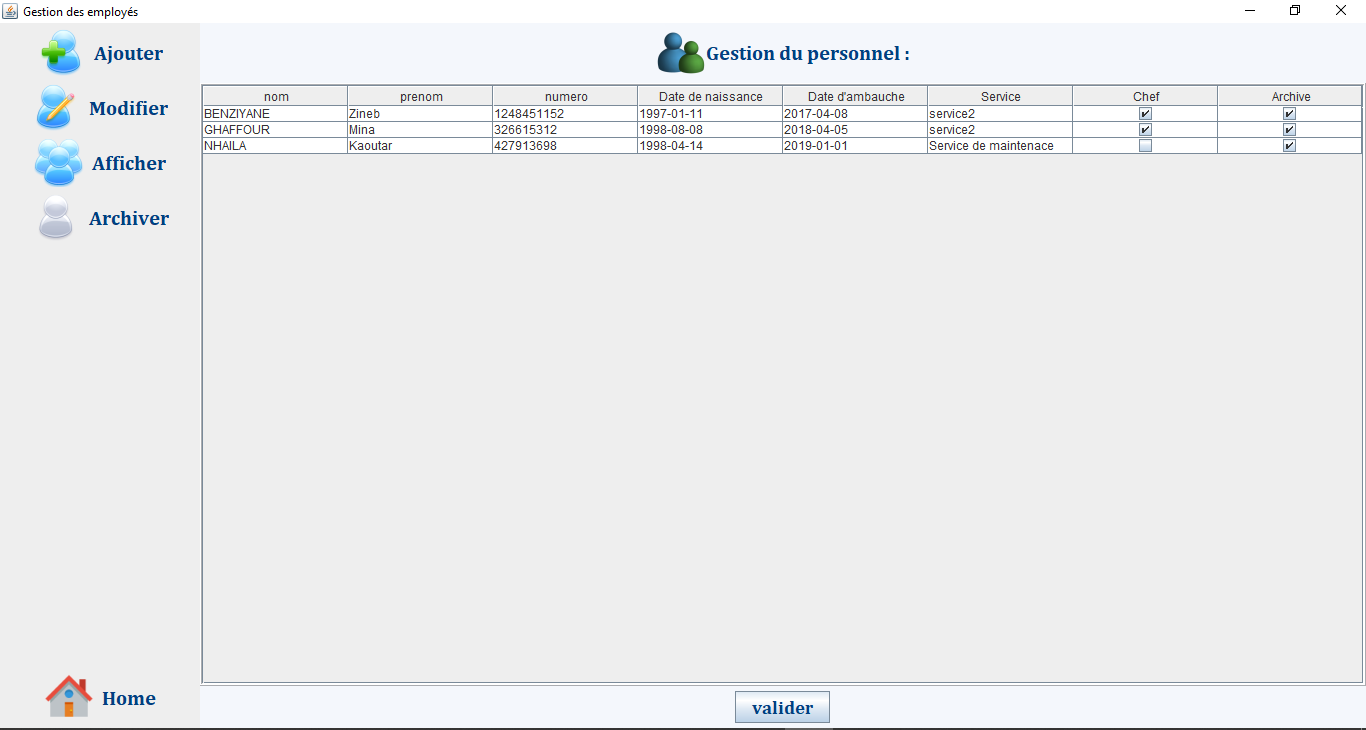 Gestion des employés
Ajouter
Modifier
Afficher
Archiver
Home
Gestion du personnel :
nom prenom numero Date de naissance Date d'ambauche Service Chef Archive
BENZIYANE Zineb 1248451152 1997-01-11 2017-04-08 service2
GHAFFOUR Mina 326615312 1998-08-08 2018-04-05 service2
NHAILA Kaoutar 427913698 1998-04-14 2019-01-01 Service de maintenace
valider